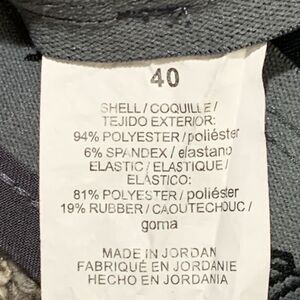 40
SHELL / COQUILLE /
TEJIDO EXTERIOR:
94% POLYESTER / poliéster
6% SPANDEX / elastano
ELASTIC / ELASTIQUE /
ELÁSTICO:
81% POLYESTER / poliéster
19% RUBBER / CAOUTCHOUC /
goma
MADE IN JORDAN
FABRIQUÉ EN JORDANIE
HECHO EN JORDANIA